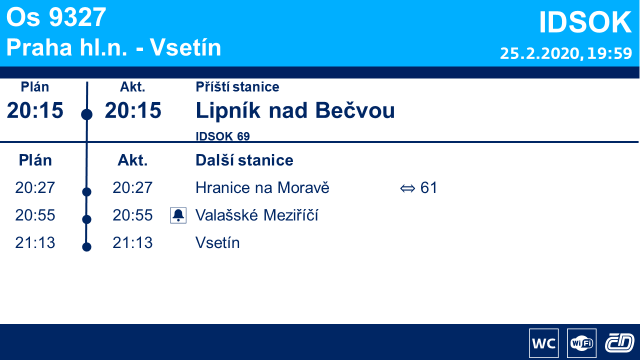 Os 9327
IDSOK
Praha hl.n. - Vsetín
25.2.2020, 19:59
Plán Akt. Příští stanice
20:15 20:15 Lipník nad Bečvou
IDSOK 69
Plán Akt. Další stanice
20:27 20:27 Hranice na Moravě ⇔ 61
20:55 20:55 Valašské Meziříčí
21:13 21:13 Vsetín
WC WiFi ČD